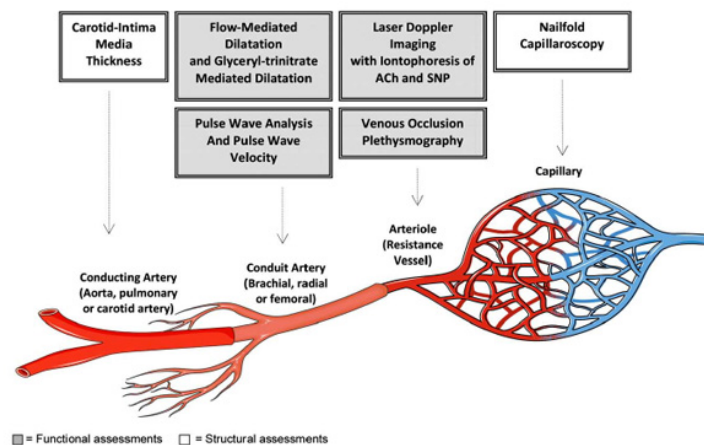 Carotid-Intima
Media
Thickness
Flow-Mediated
Dilatation
and Glyceryl-trinitrate
Mediated Dilatation
Laser Doppler
Imaging
with Iontophoresis of
ACh and SNP
Nailfold
Capillaroscopy
Pulse Wave Analysis
And Pulse Wave
Velocity
Venous Occlusion
Plethysmography
Capillary
Arteriole
(Resistance
Vessel)
Conduit Artery
(Brachial, radial
or femoral)
Conducting Artery
(Aorta, pulmonary
or carotid artery)
= Functional assessments
= Structural assessments